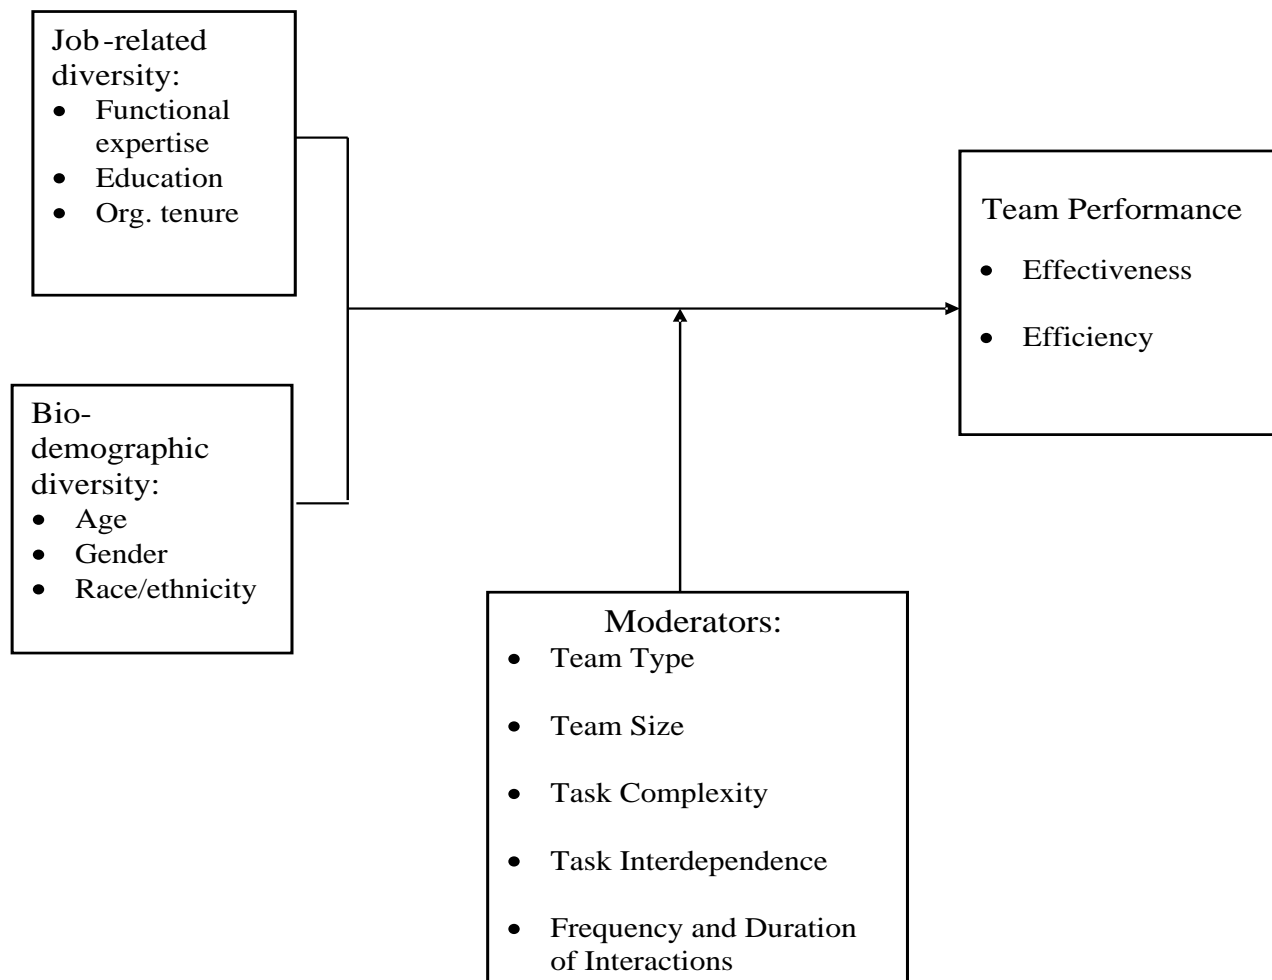 Job-related
diversity:
• Functional
expertise
• Education
• Org. tenure
Team Performance
• Effectiveness
• Efficiency
Bio-
demographic
diversity:
• Age
• Gender
• Race/ethnicity
Moderators:
• Team Type
• Team Size
• Task Complexity
• Task Interdependence
• Frequency and Duration
of Interactions